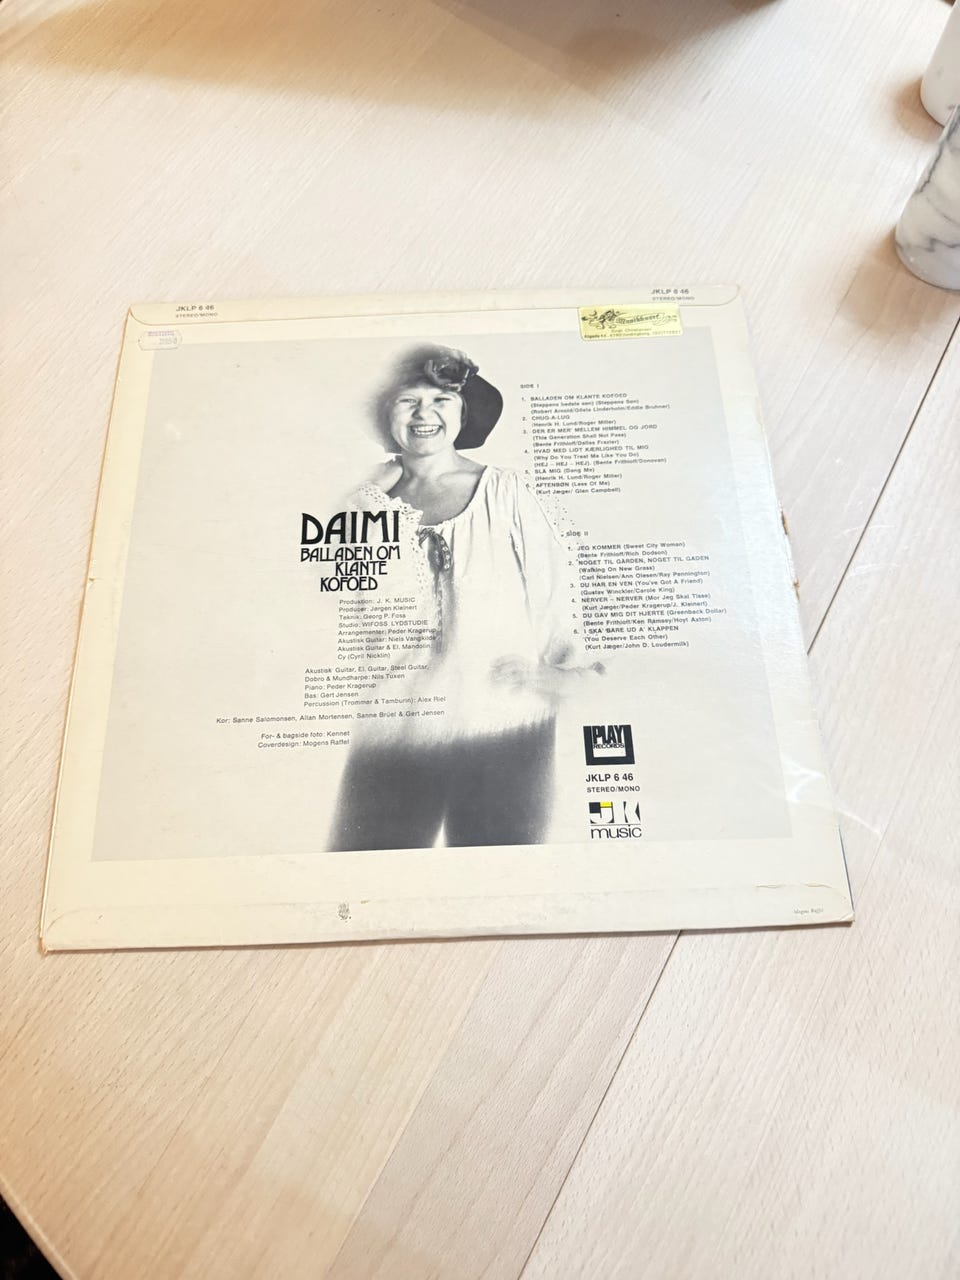 JKLP 6 46
STEREO/MONO
JKLP 6 46
STEREO/MONO
SIDE I
1. BALLADEN OM KLANTE KOFOED
(Steppens bedste søn) (Steppens Søn)
(Robert Arnold/Gösta Linderholm/Eddie Bruhner)
2. CHUG-A-LUG
(Henrik H. Lund/Roger Miller)
3. DER ER MER' MELLEM HIMMEL OG JORD
(This Generation Shall Not Pass)
(Bente Frithioff/Dallas Frazier)
4. HVAD MED LIDT KÆRLIGHED TIL MIG
(Why Do You Treat Me Like You Do)
(HEJ – HEJ – HEJ). (Bente Frithioff/Donovan)
5. SLÅ MIG (Dang Me)
(Henrik H. Lund/Roger Miller)
6. AFTENBØN (Less Of Me)
(Kurt Jæger/ Glen Campbell)
SIDE II
1. JEG KOMMER (Sweet City Woman)
(Bente Frithioff/Rich Dodson)
2. NOGET TIL GÅRDEN, NOGET TIL GADEN
(Walking On New Grass)
(Carl Nielsen/Ann Olesen/Ray Pennington)
3. DU HAR EN VEN (You've Got A Friend)
(Gustav Winckler/Carole King)
4. NERVER – NERVER (Mor Jeg Skal Tisse)
(Kurt Jæger/Peder Kragerup/J. Kleinert)
5. DU GAV MIG DIT HJERTE (Greenback Dollar)
(Bente Frithioff/Ken Ramsey/Hoyt Axton)
6. I SKA' BARE UD A' KLAPPEN
(You Deserve Each Other)
(Kurt Jæger/John D. Loudermilk)
DAIMI
BALLADEN OM
KLANTE
KOFOED
Produktion: J. K. MUSIC
Producer: Jørgen Kleinert
Teknik: Georg P. Foss
Studio: WIFOSS LYDSTUDIE
Arrangementer: Peder Kragerup
Akustisk Guitar: Niels Vangkilde
Akustisk Guitar & El. Mandolin:
Cy (Cyril Nicklin)
Akustisk Guitar, El. Guitar, Steel Guitar,
Dobro & Mundharpe: Nils Tuxen
Piano: Peder Kragerup
Bas: Gert Jensen
Percussion (Trommer & Tamburin): Alex Riel
Kor: Sanne Salomonsen, Allan Mortensen, Sanne Brüel & Gert Jensen
For- & bagside foto: Kennet
Coverdesign: Mogens Raffel
PLAY
RECORDS
JKLP 6 46
STEREO/MONO
JK
music